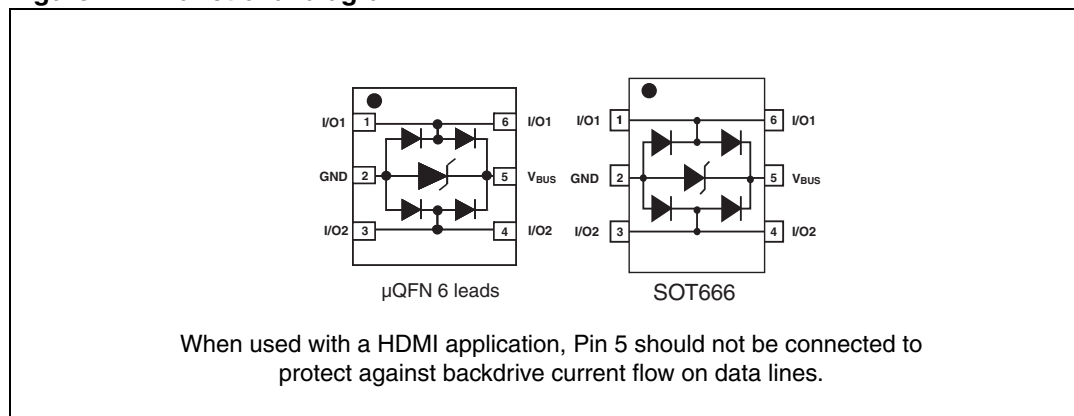 I/O1 1 6 I/O1
GND 2 5 VBUS
I/O2 3 4 I/O2
µQFN 6 leads
I/O1 1 6 I/O1
GND 2 5 VBUS
I/O2 3 4 I/O2
SOT666
When used with a HDMI application, Pin 5 should not be connected to
protect against backdrive current flow on data lines.